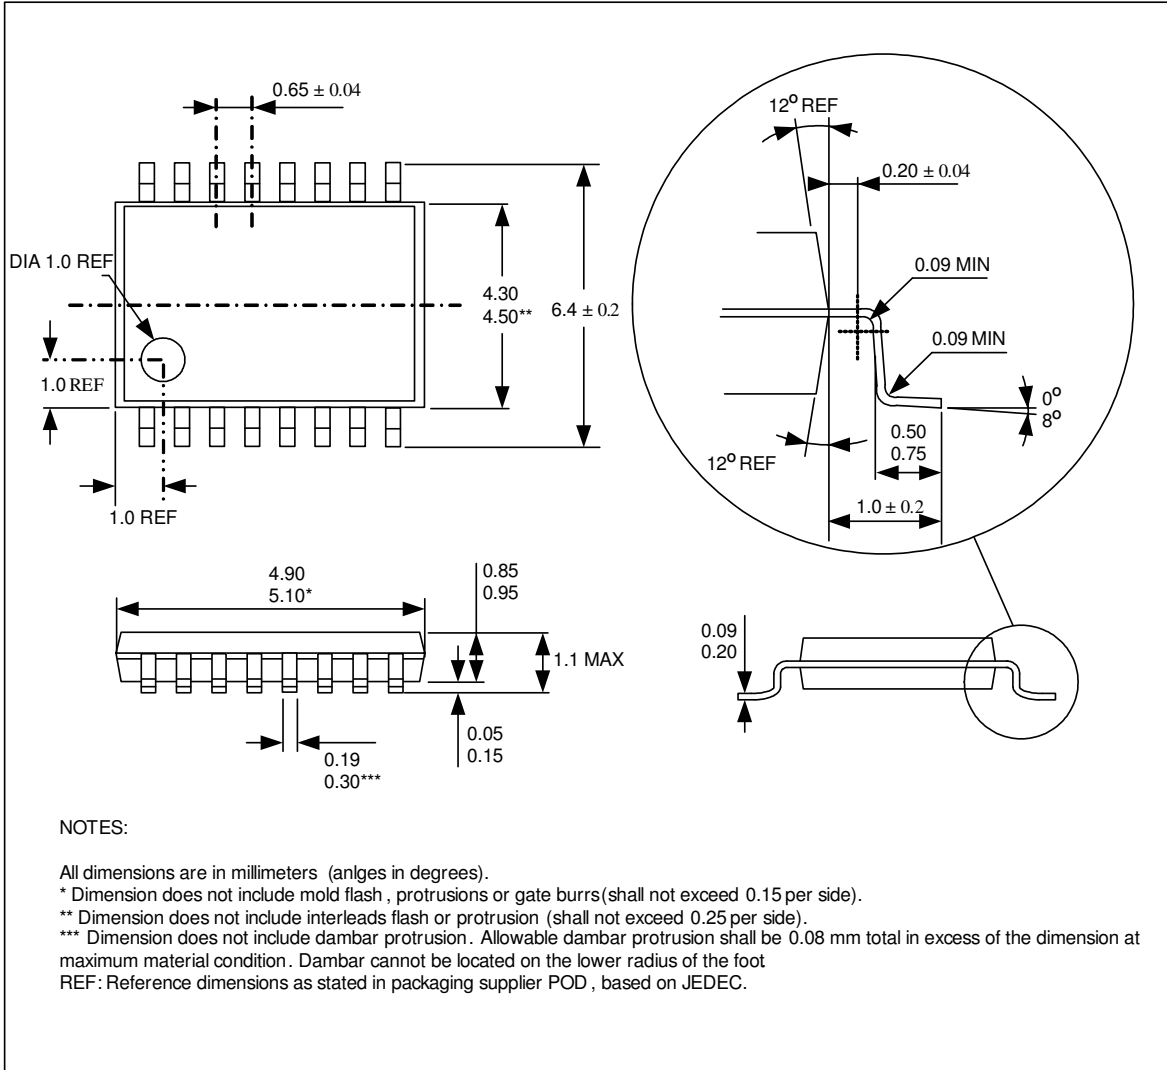 0.65 ± 0.04
DIA 1.0 REF
4.30
4.50**
6.4 ± 0.2
1.0 REF
1.0 REF
12º REF
0.20 ± 0.04
0.09 MIN
0.09 MIN
0º
8º
0.50
0.75
12º REF
1.0 ± 0.2
4.90
5.10*
0.85
0.95
1.1 MAX
0.05
0.15
0.19
0.30***
0.09
0.20
NOTES:
All dimensions are in millimeters (anlges in degrees).
* Dimension does not include mold flash, protrusions or gate burrs(shall not exceed 0.15 per side).
** Dimension does not include interleads flash or protrusion (shall not exceed 0.25 per side).
*** Dimension does not include dambar protrusion. Allowable dambar protrusion shall be 0.08 mm total in excess of the dimension at
maximum material condition. Dambar cannot be located on the lower radius of the foot
REF: Reference dimensions as stated in packaging supplier POD, based on JEDEC.